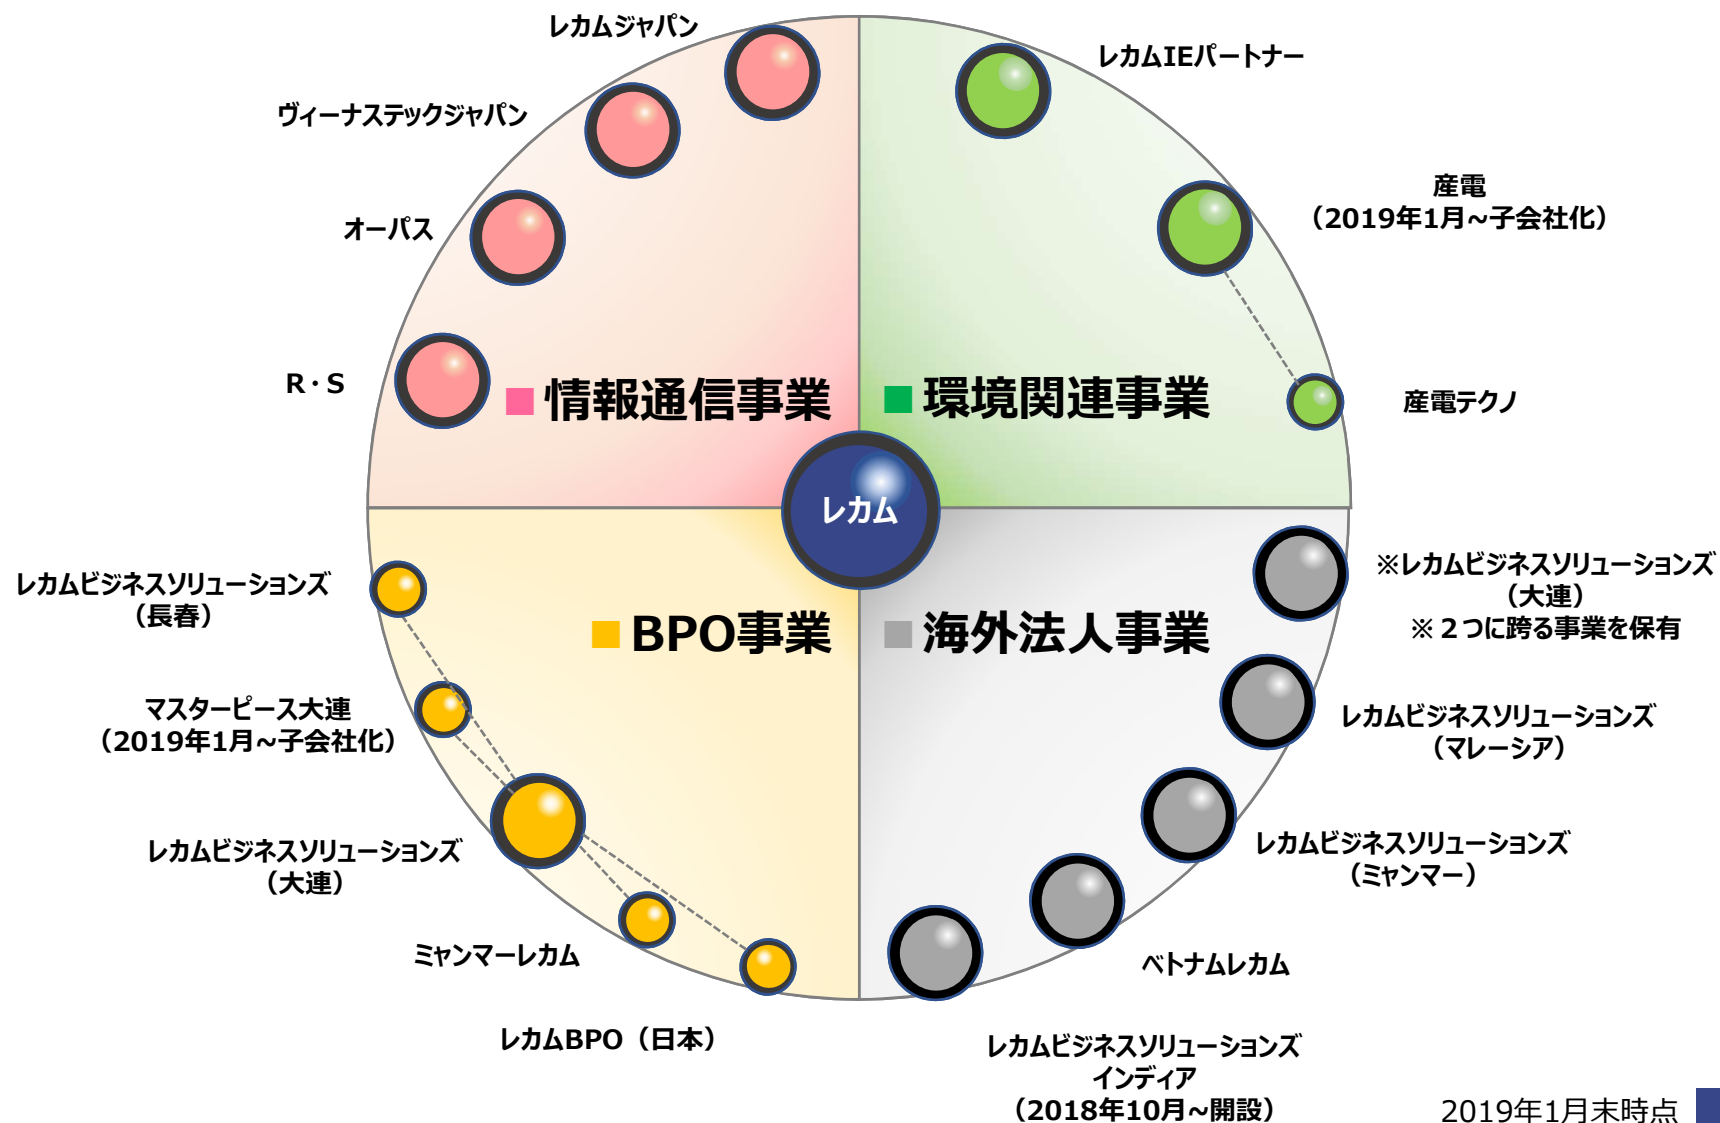 レカムジャパン
ヴィーナステックジャパン
オーパス
R・S
■情報通信事業
レカムIEパートナー
産電
（2019年1月~子会社化）
産電テクノ
■環境関連事業
レカム
レカムビジネスソリューションズ
（長春）
マスターピース大連
（2019年1月~子会社化）
レカムビジネスソリューションズ
（大連）
ミャンマーレカム
レカムBPO（日本）
■BPO事業
■海外法人事業
※レカムビジネスソリューションズ
（大連）
※２つに跨る事業を保有
レカムビジネスソリューションズ
（マレーシア）
レカムビジネスソリューションズ
（ミャンマー）
ベトナムレカム
レカムビジネスソリューションズ
インディア
（2018年10月~開設）
2019年1月末時点